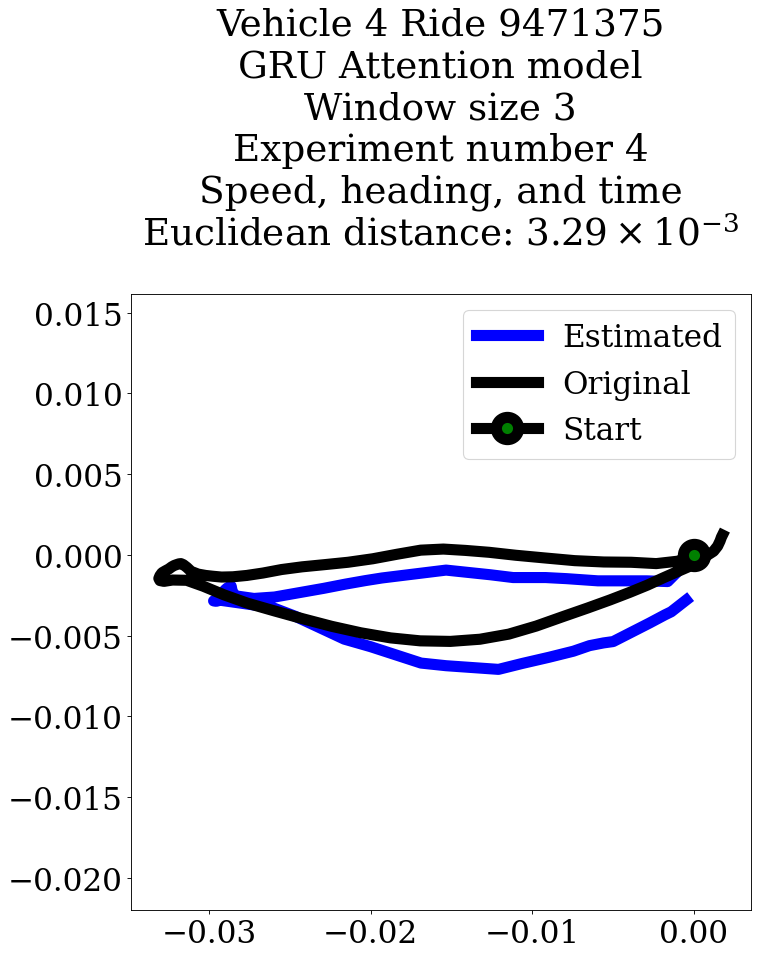 Vehicle 4 Ride 9471375
GRU Attention model
Window size 3
Experiment number 4
Speed, heading, and time
Euclidean distance: 3.29 × 10⁻³
0.015
0.010
0.005
0.000
−0.005
−0.010
−0.015
−0.020
Estimated
Original
Start
−0.03
−0.02
−0.01
0.00